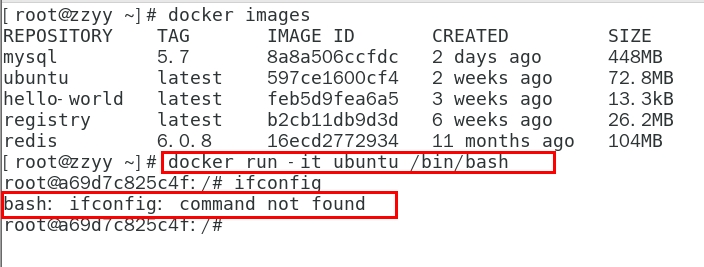 [root@zzyy ~]# docker images
REPOSITORY TAG IMAGE ID CREATED SIZE
mysql 5.7 8a8a506ccfdc 2 days ago 448MB
ubuntu latest 597ce1600cf4 2 weeks ago 72.8MB
hello-world latest feb5d9fea6a5 3 weeks ago 13.3kB
registry latest b2cb11db9d3d 6 weeks ago 26.2MB
redis 6.0.8 16ecd2772934 11 months ago 104MB
[root@zzyy ~]# docker run -it ubuntu /bin/bash
root@a69d7c825c4f:/# ifconfig
bash: ifconfig: command not found
root@a69d7c825c4f:/#